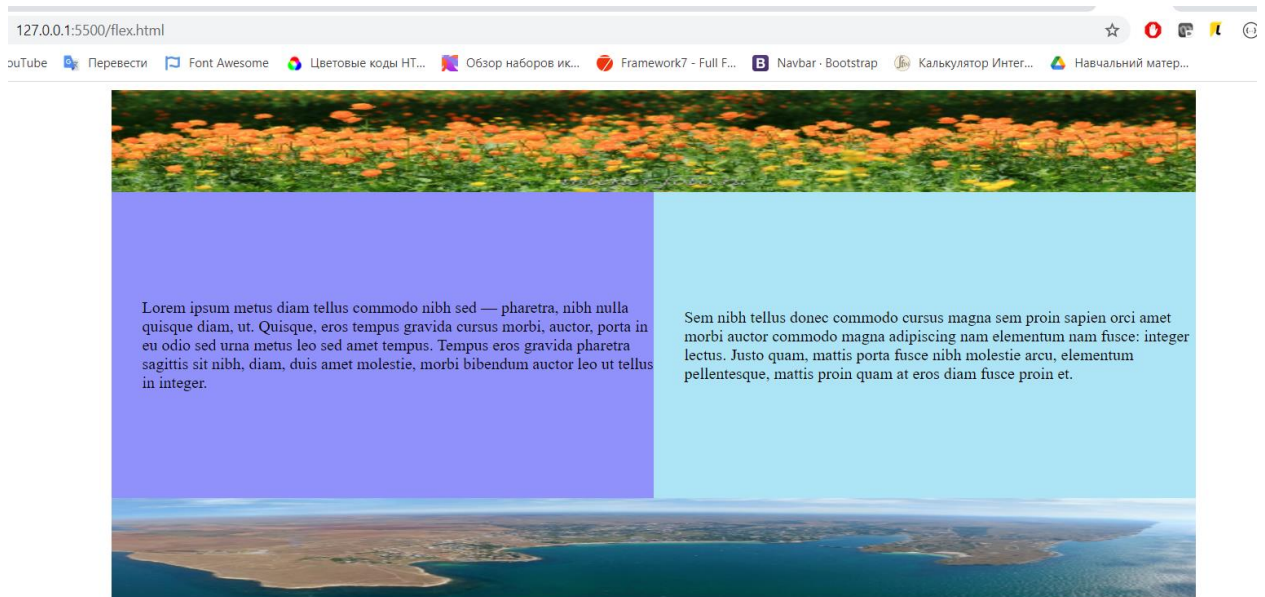 127.0.0.1:5500/flex.html
ouTube Перевести Font Awesome Цветовые коды HT... Обзор наборов ик... Framework7 - Full F... B Navbar · Bootstrap Калькулятор Интег... Навчальний матер...
Lorem ipsum metus diam tellus commodo nibh sed — pharetra, nibh nulla
quisque diam, ut. Quisque, eros tempus gravida cursus morbi, auctor, porta in
eu odio sed urna metus leo sed amet tempus. Tempus eros gravida pharetra
sagittis sit nibh, diam, duis amet molestie, morbi bibendum auctor leo ut tellus
in integer.
Sem nibh tellus donec commodo cursus magna sem proin sapien orci amet
morbi auctor commodo magna adipiscing nam elementum nam fusce: integer
lectus. Justo quam, mattis porta fusce nibh molestie arcu, elementum
pellentesque, mattis proin quam at eros diam fusce proin et.